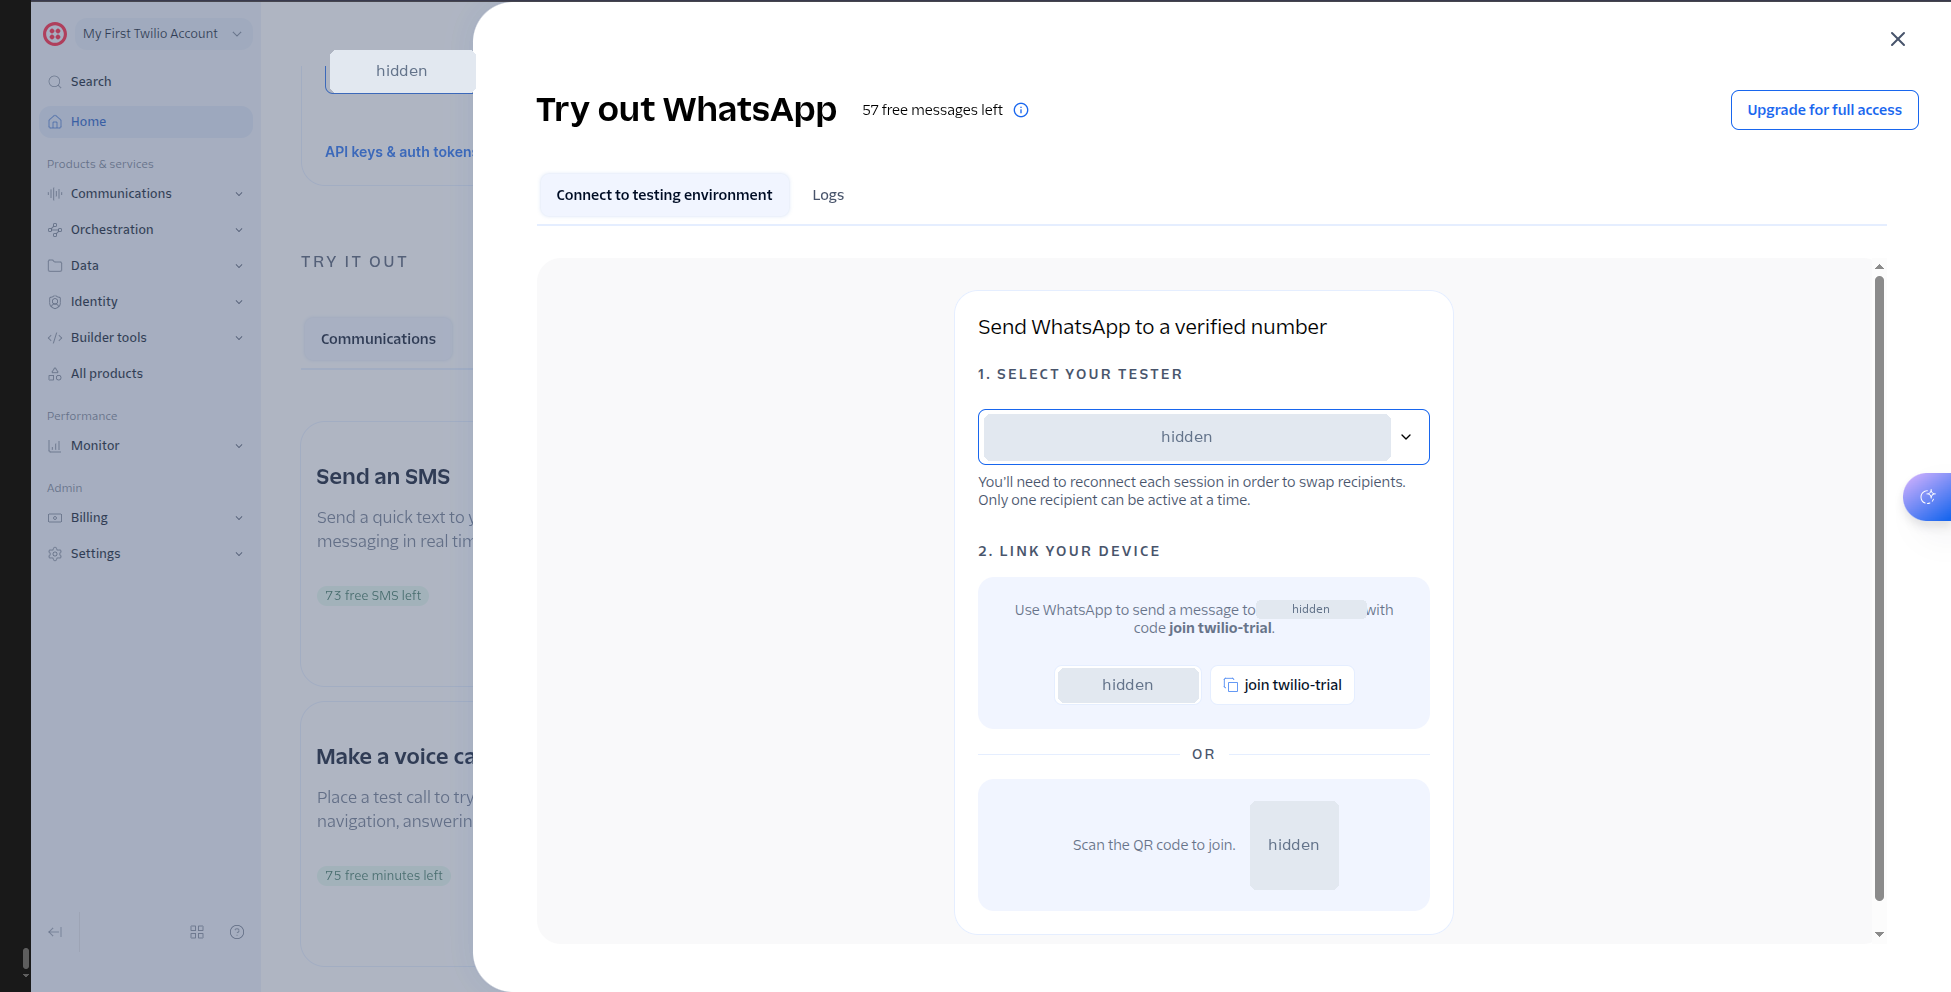 My First Twilio Account
Search
Home
Products & services
Communications
Orchestration
Data
Identity
Builder tools
All products
Performance
Monitor
Admin
Billing
Settings
hidden
API keys & auth tokens
TRY IT OUT
Communications
Send an SMS
Send a quick text to y
messaging in real tim
73 free SMS left
Make a voice ca
Place a test call to try
navigation, answerin
75 free minutes left
Try out WhatsApp
57 free messages left
Upgrade for full access
Connect to testing environment
Logs
Send WhatsApp to a verified number
1. SELECT YOUR TESTER
hidden
You'll need to reconnect each session in order to swap recipients.
Only one recipient can be active at a time.
2. LINK YOUR DEVICE
Use WhatsApp to send a message to hidden with
code join twilio-trial.
hidden
join twilio-trial
OR
Scan the QR code to join.
hidden